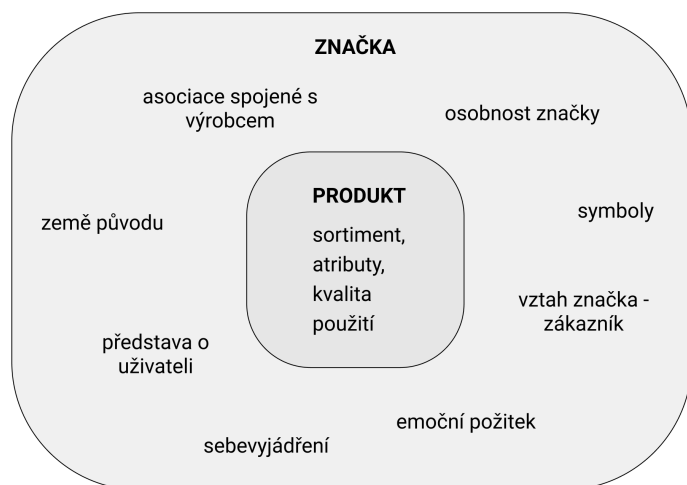 ZNAČKA
asociace spojené s
výrobcem
osobnost značky
PRODUKT
sortiment,
atributy,
kvalita
použití
země původu
symboly
vztah značka -
zákazník
představa o
uživateli
emoční požitek
sebevyjádření